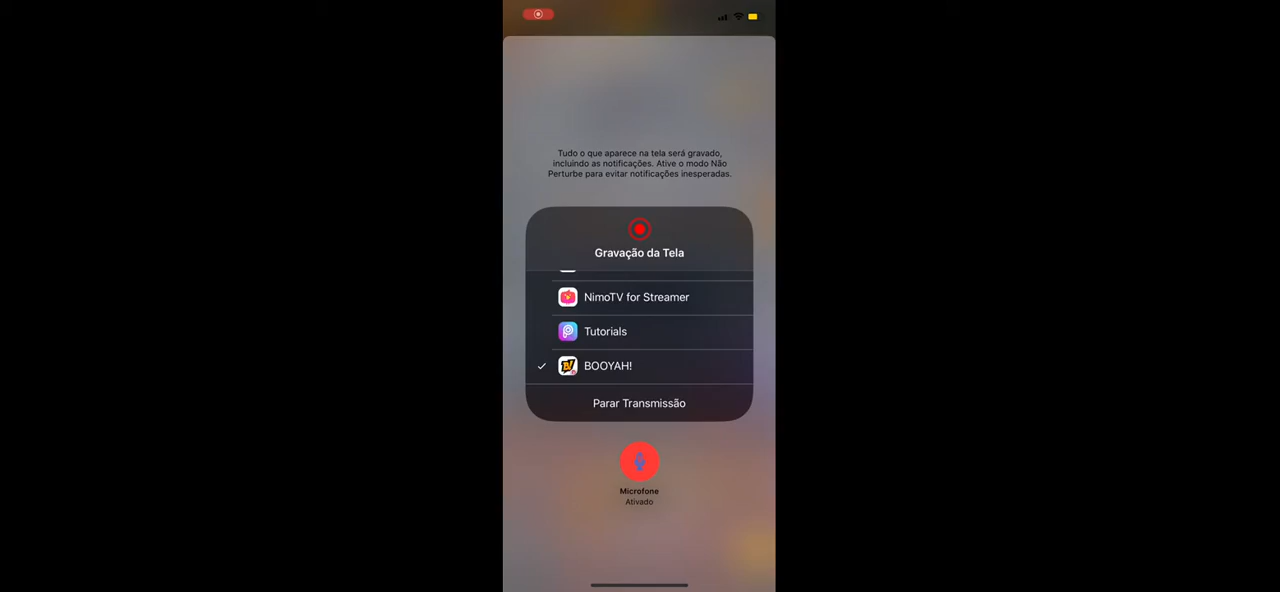 Tudo o que aparece na tela será gravado,
incluindo as notificações. Ative o modo Não
Perturbe para evitar notificações inesperadas.
Gravação da Tela
NimoTV for Streamer
Tutorials
BOOYAH!
Parar Transmissão
Microfone
Ativado